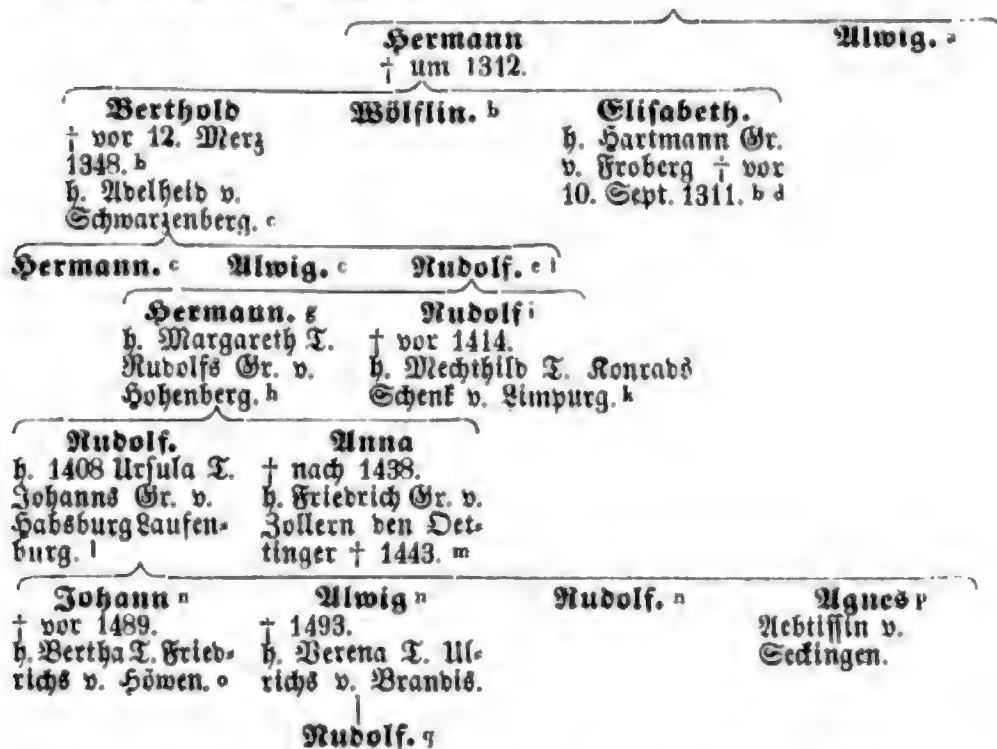 Hermann Alwig. a
† um 1312.
Berthold Wölflin. b Elisabeth.
† vor 12. Merz h. Hartmann Gr.
1348. b v. Froberg † vor
h. Adelheid v. 10. Sept. 1311. b d
Schwarzenberg. c
Hermann. c Alwig. c Rudolf. e f
Hermann. g Rudolf i
h. Margareth T. † vor 1414.
Rudolfs Gr. v. h. Mechthild T. Konrads
Hohenberg. h Schenk v. Limpurg. k
Rudolf. Anna
h. 1408 Ursula T. † nach 1438.
Johanns Gr. v. h. Friedrich Gr. v.
Habsburg Laufen- Zollern den Oet-
burg. l tinger † 1443. m
Johann n Alwig n Rudolf. n Agnes p
† vor 1489. † 1493. Aebtissin v.
h. Bertha T. Fried- h. Verena T. Ul- Seckingen.
richs v. Höwen. o richs v. Brandis.
Rudolf. q